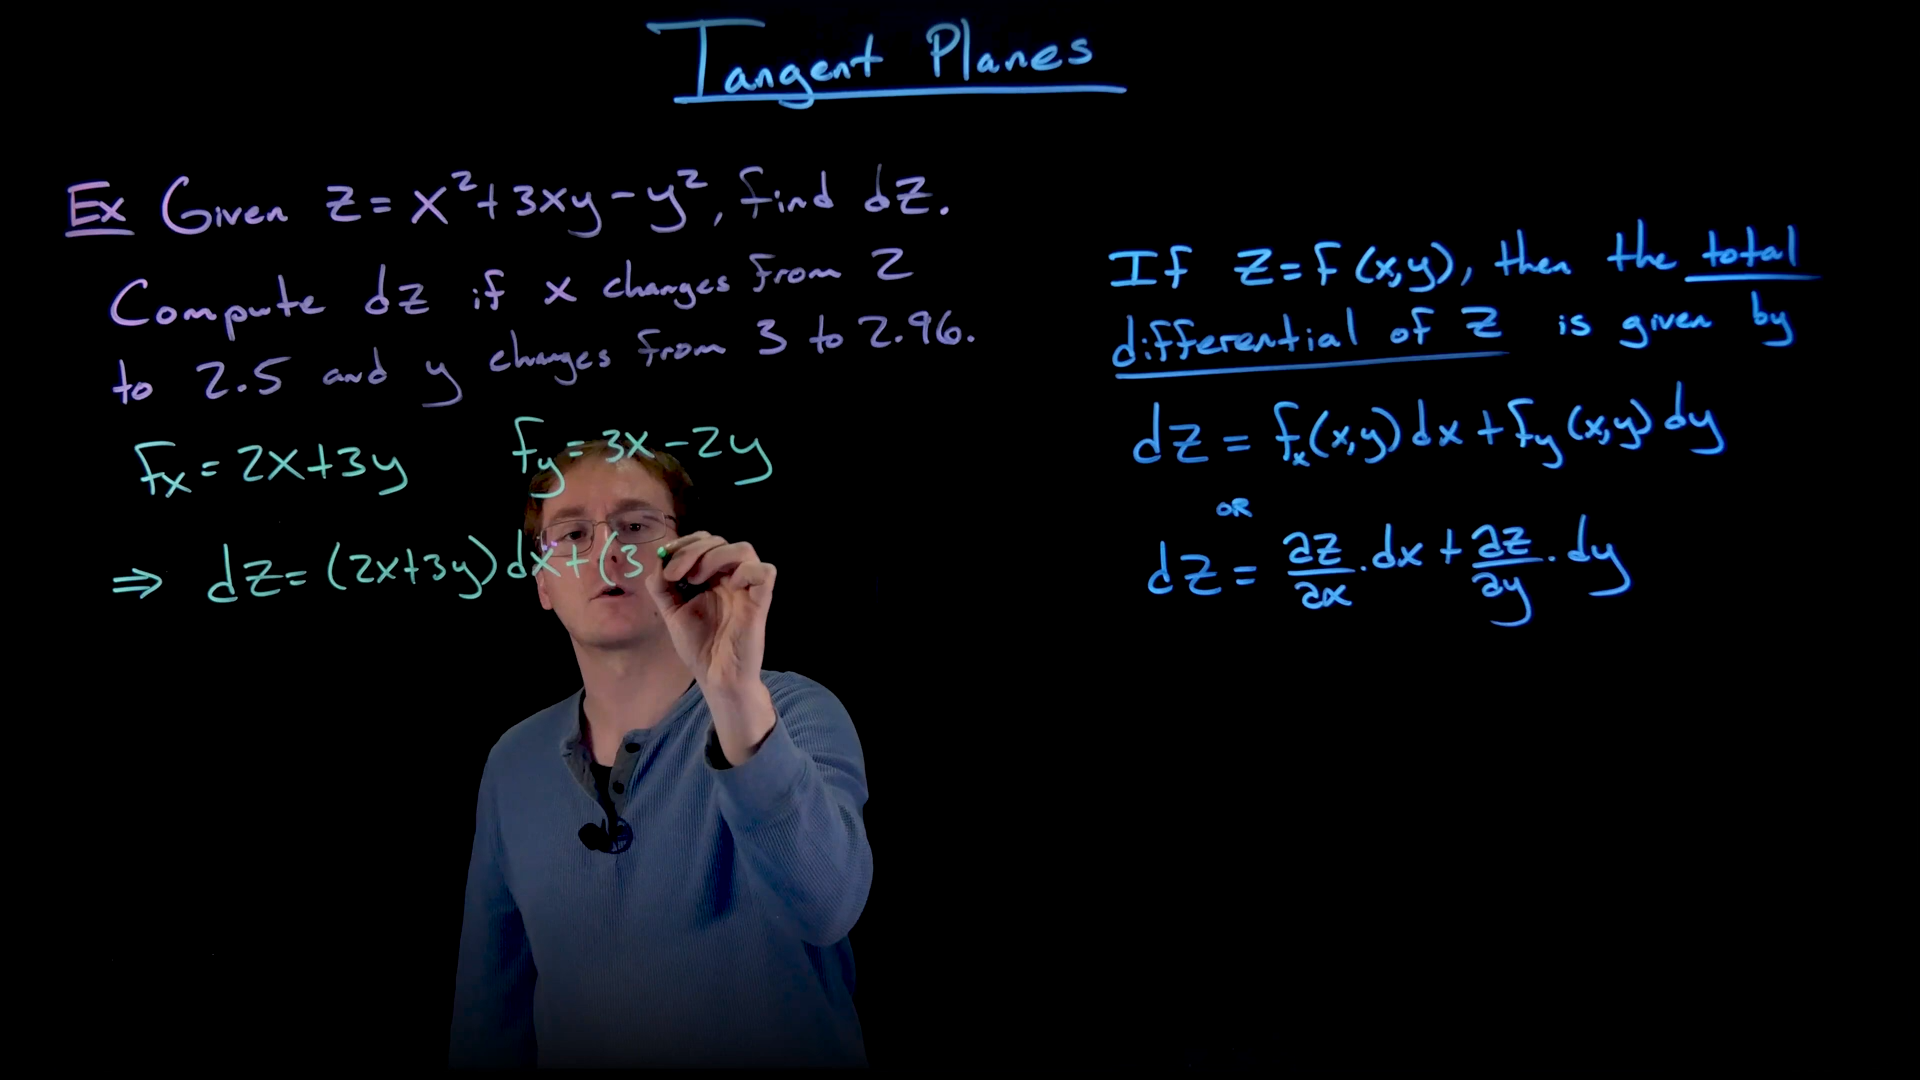 Tangent Planes
Ex Given z=x²+3xy-y², find dz.
Compute dz if x changes from 2
to 2.5 and y changes from 3 to 2.96.
fx=2x+3y fy=3x-2y
⇒ dz=(2x+3y)dx+(3
If z=f(x,y), then the total
differential of z is given by
dz=fx(x,y)dx+fy(x,y)dy
OR
dz=∂z/∂x·dx+∂z/∂y·dy